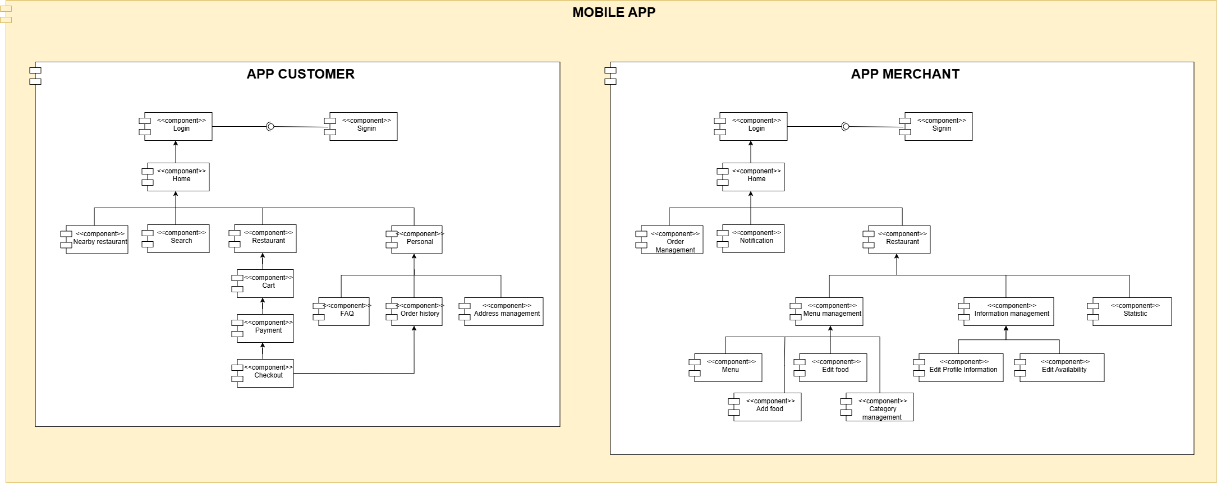 MOBILE APP
APP CUSTOMER
<<component>>
Login
<<component>>
Signin
<<component>>
Home
<<component>>
Nearby restaurant
<<component>>
Search
<<component>>
Restaurant
<<component>>
Personal
<<component>>
Cart
<<component>>
FAQ
<<component>>
Order history
<<component>>
Address management
<<component>>
Payment
<<component>>
Checkout
APP MERCHANT
<<component>>
Login
<<component>>
Signin
<<component>>
Home
<<component>>
Order
Management
<<component>>
Notification
<<component>>
Restaurant
<<component>>
Menu management
<<component>>
Information management
<<component>>
Statistic
<<component>>
Menu
<<component>>
Edit food
<<component>>
Edit Profile Information
<<component>>
Edit Availability
<<component>>
Add food
<<component>>
Category
management